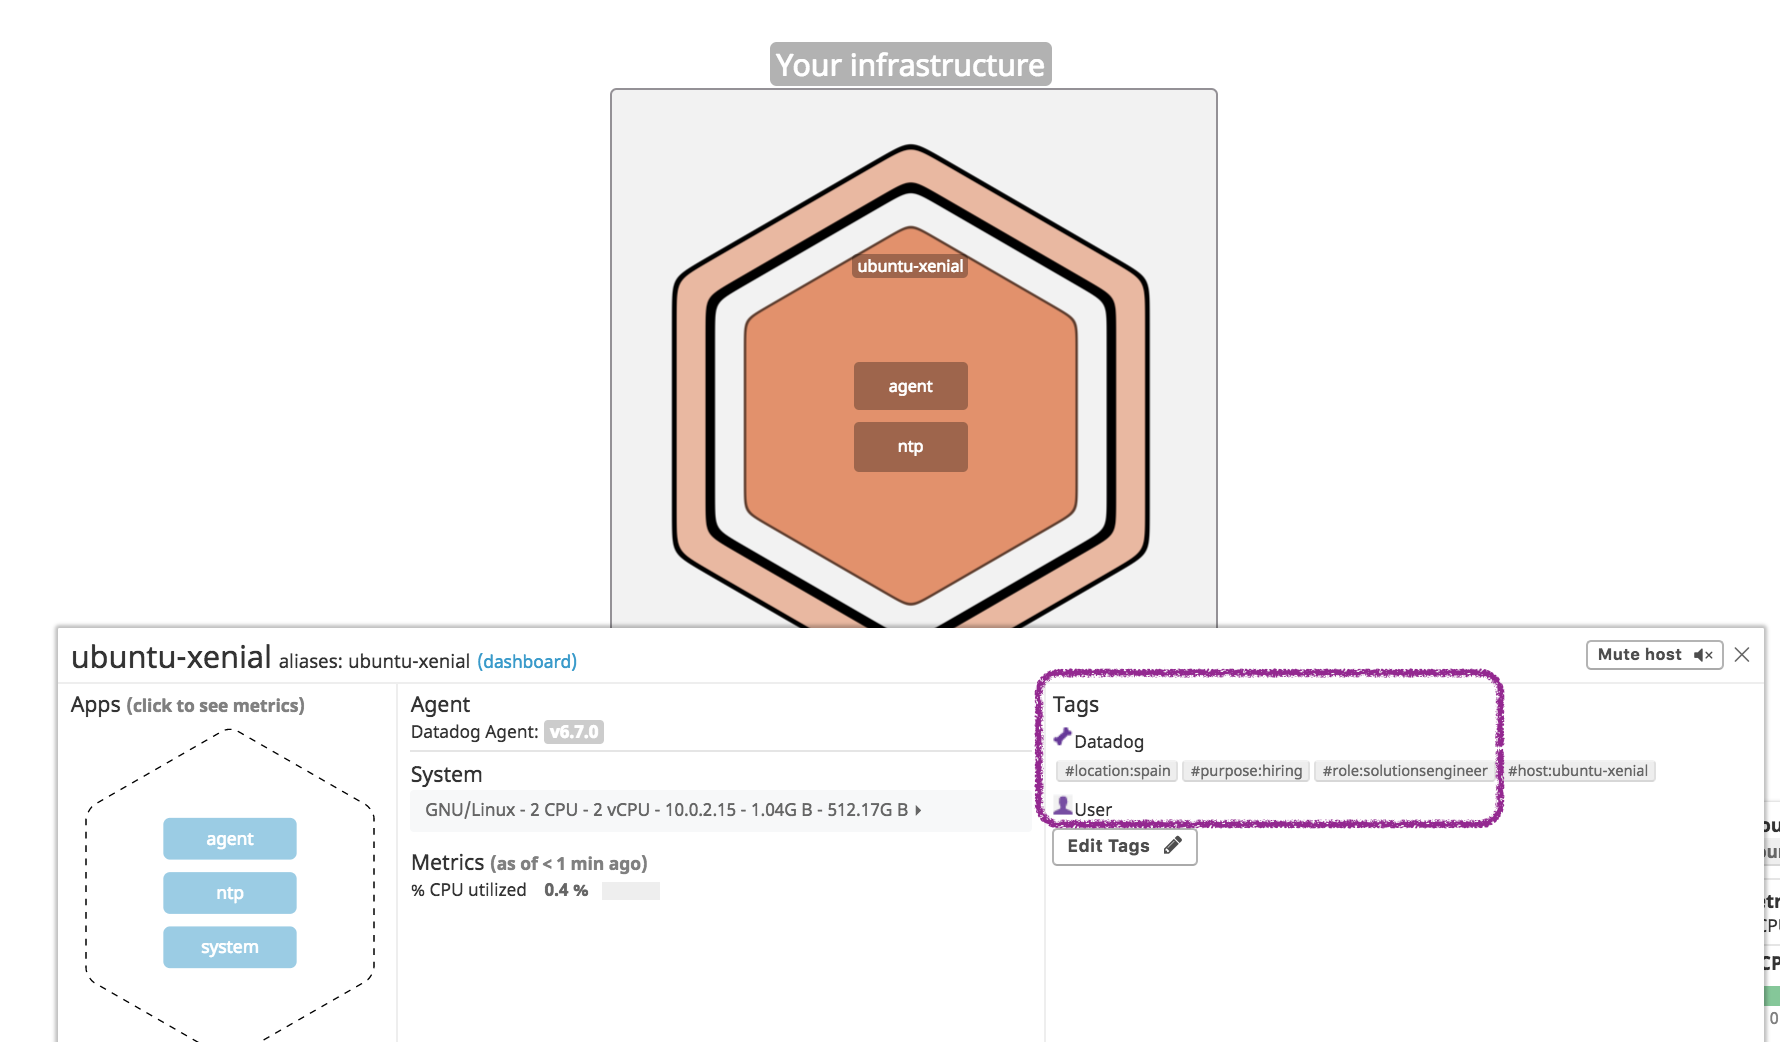 Your infrastructure
ubuntu-xenial
agent
ntp
ubuntu-xenial aliases: ubuntu-xenial (dashboard)
Mute host
Apps (click to see metrics)
agent
ntp
system
Agent
Datadog Agent: v6.7.0
System
GNU/Linux - 2 CPU - 2 vCPU - 10.0.2.15 - 1.04G B - 512.17G B
Metrics (as of < 1 min ago)
% CPU utilized 0.4 %
Tags
Datadog
#location:spain #purpose:hiring #role:solutionsengineer #host:ubuntu-xenial
User
Edit Tags
0